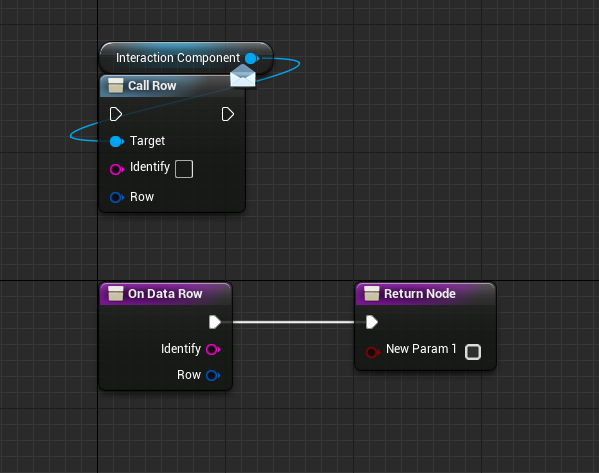 Interaction Component
Call Row
Target
Identify
Row
On Data Row
Identify
Row
Return Node
New Param 1